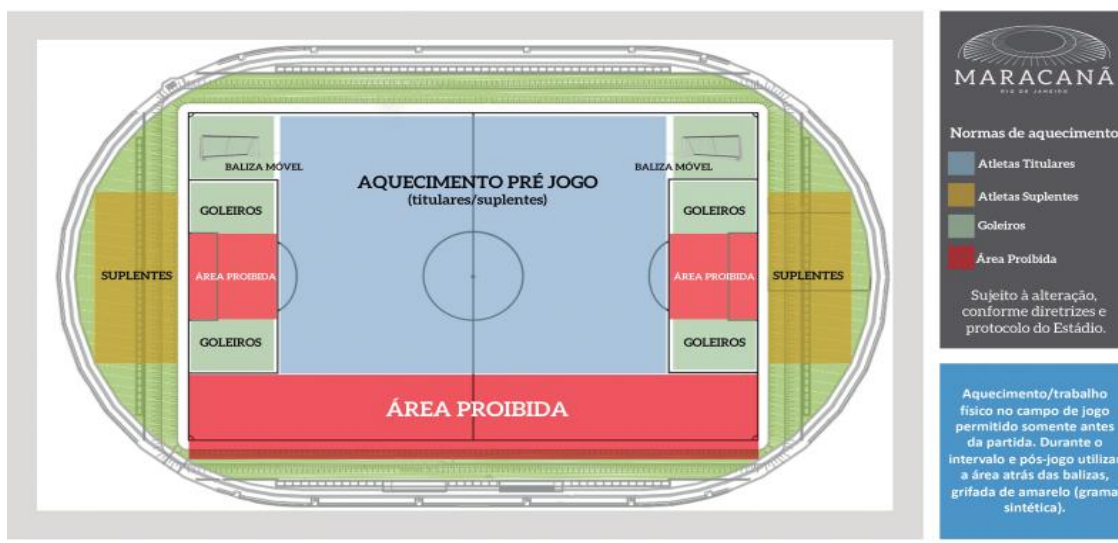 BALIZA MÓVEL
GOLEIROS
SUPLENTES
ÁREA PROIBIDA
GOLEIROS
AQUECIMENTO PRÉ JOGO
(titulares/suplentes)
BALIZA MÓVEL
GOLEIROS
ÁREA PROIBIDA
SUPLENTES
GOLEIROS
ÁREA PROIBIDA
MARACANÃ
RIO DE JANEIRO
Normas de aquecimento
Atletas Titulares
Atletas Suplentes
Goleiros
Área Proibida
Sujeito à alteração,
conforme diretrizes e
protocolo do Estádio.
Aquecimento/trabalho
físico no campo de jogo
permitido somente antes
da partida. Durante o
intervalo e pós-jogo utilizar
a área atrás das balizas,
grifada de amarelo (grama
sintética).